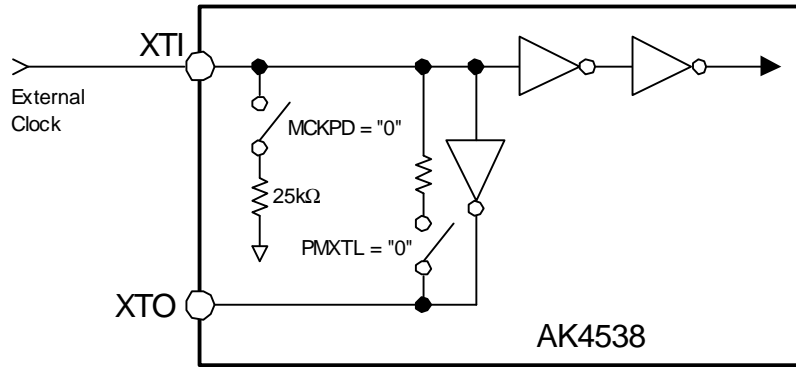 XTI
External
Clock
MCKPD = "0"
25kΩ
PMXTL = "0"
XTO
AK4538